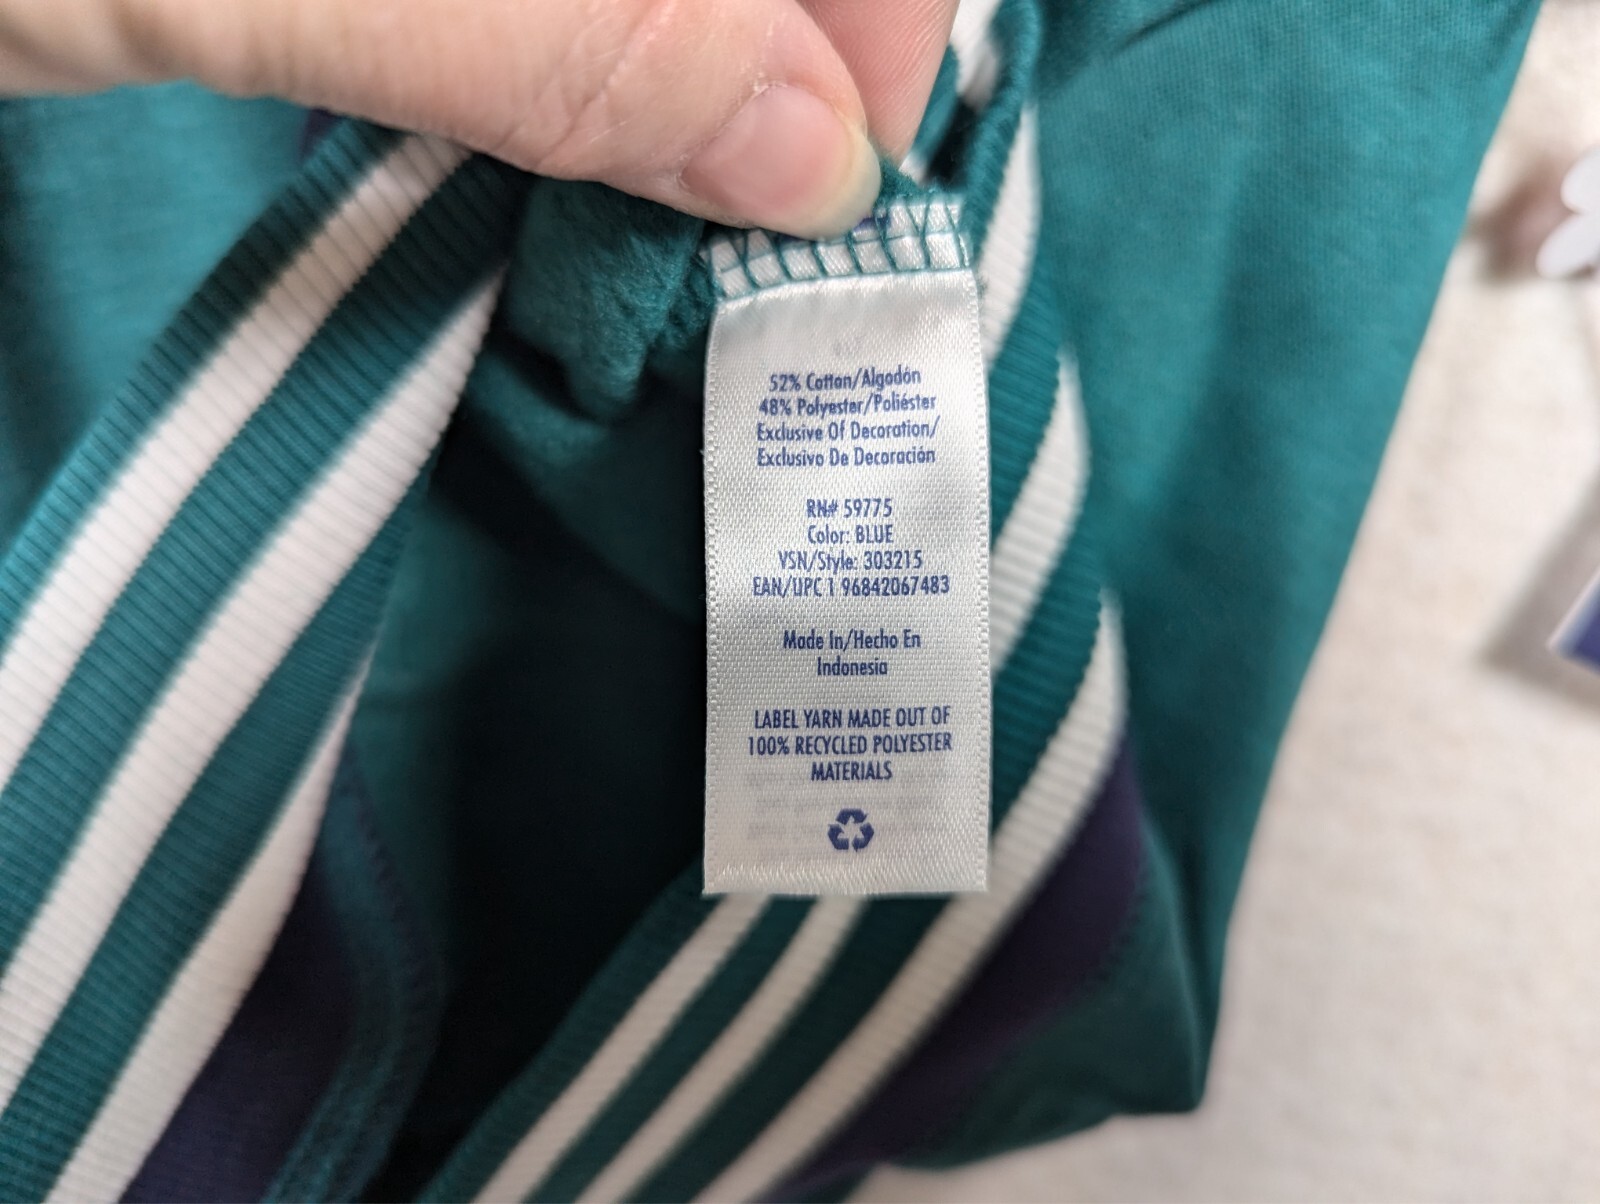 52% Cotton/Algodón
48% Polyester/Poliéster
Exclusive Of Decoration/
Exclusivo De Decoración
RN# 59775
Color: BLUE
VSN/Style: 303215
EAN/UPC 1 96842067483
Made In/Hecho En
Indonesia
LABEL YARN MADE OUT OF
100% RECYCLED POLYESTER
MATERIALS